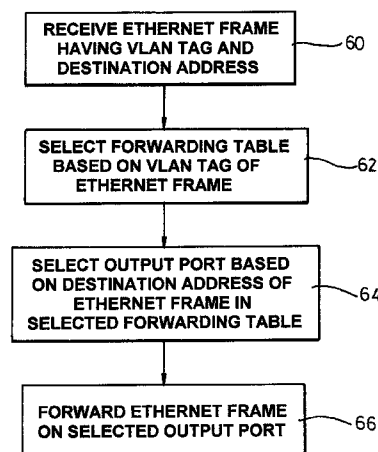 RECEIVE ETHERNET FRAME
HAVING VLAN TAG AND
DESTINATION ADDRESS
60
SELECT FORWARDING TABLE
BASED ON VLAN TAG OF
ETHERNET FRAME
62
SELECT OUTPUT PORT BASED
ON DESTINATION ADDRESS OF
ETHERNET FRAME IN
SELECTED FORWARDING TABLE
64
FORWARD ETHERNET FRAME
ON SELECTED OUTPUT PORT
66